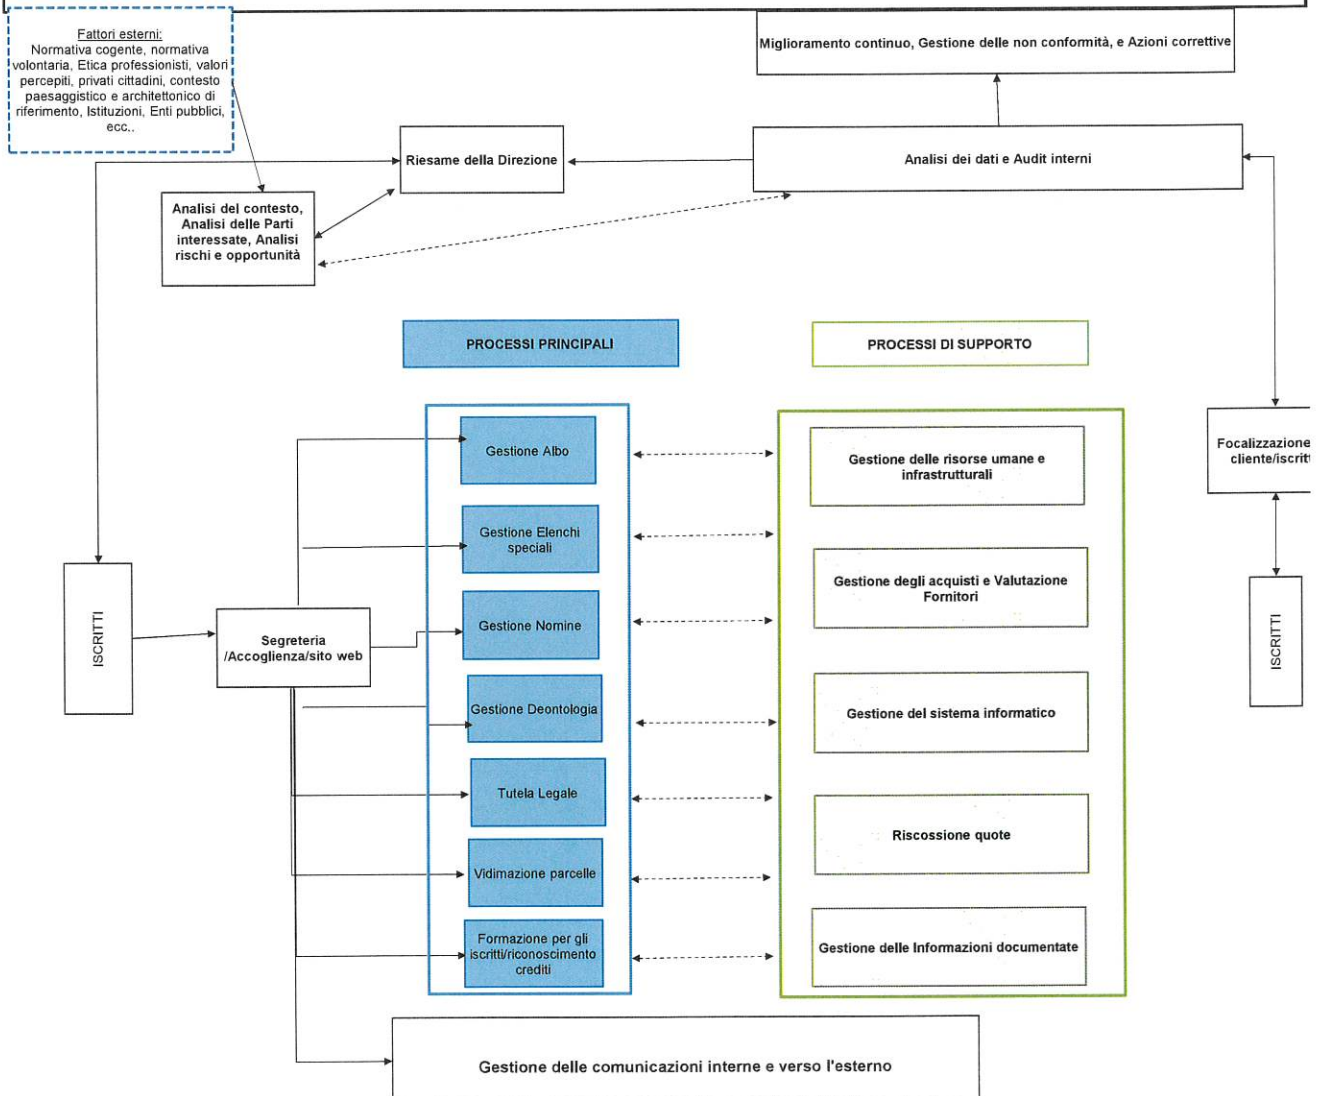 Fattori esterni:
Normativa cogente, normativa
volontaria, Etica professionisti, valori
percepiti, privati cittadini, contesto
paesaggistico e architettonico di
riferimento, Istituzioni, Enti pubblici,
ecc..
Miglioramento continuo, Gestione delle non conformità, e Azioni correttive
Riesame della Direzione
Analisi dei dati e Audit interni
Analisi del contesto,
Analisi delle Parti
interessate, Analisi
rischi e opportunità
PROCESSI PRINCIPALI
PROCESSI DI SUPPORTO
Gestione Albo
Gestione delle risorse umane e
infrastrutturali
Focalizzazione
cliente/iscritt
Gestione Elenchi
speciali
Gestione degli acquisti e Valutazione
Fornitori
ISCRITTI
Segreteria
/Accoglienza/sito web
Gestione Nomine
ISCRITTI
Gestione Deontologia
Gestione del sistema informatico
Tutela Legale
Riscossione quote
Vidimazione parcelle
Formazione per gli
iscritti/riconoscimento
crediti
Gestione delle Informazioni documentate
Gestione delle comunicazioni interne e verso l'esterno